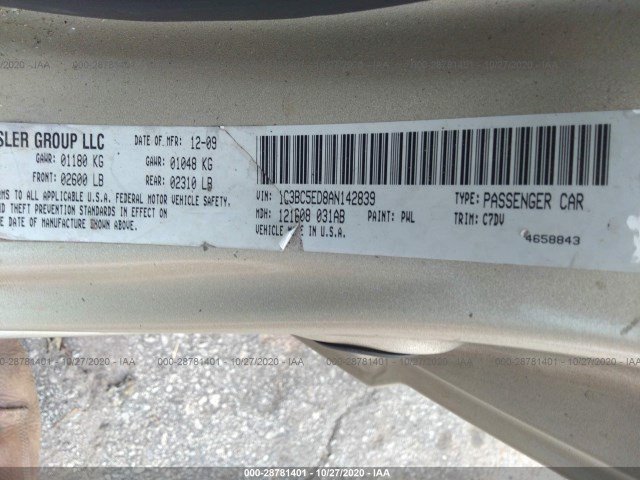 SLER GROUP LLC
DATE OF MFR: 12-09
GAWR: 01180 KG
GAWR: 01048 KG
FRONT: 02600 LB
REAR: 02310 LB
TO ALL APPLICABLE U.S.A. FEDERAL MOTOR VEHICLE SAFETY,
AND THEFT PREVENTION STANDARDS IN EFFECT
DATE OF MANUFACTURE SHOWN ABOVE.
VIN: 1C3BC5ED8AN142839
TYPE: PASSENGER CAR
MDH: 121608 031AB
PAINT: PWL
TRIM: C7DV
VEHICLE MADE IN U.S.A.
4658843
000-28781401 - 10/27/2020 - IAA
000-28781401 - 10/27/2020 - IAA
000-28781401 - 10/27/2020 - IAA
000-28781401 - 10/27/2020 - IAA
000-28781401 - 10/27/2020 - IAA